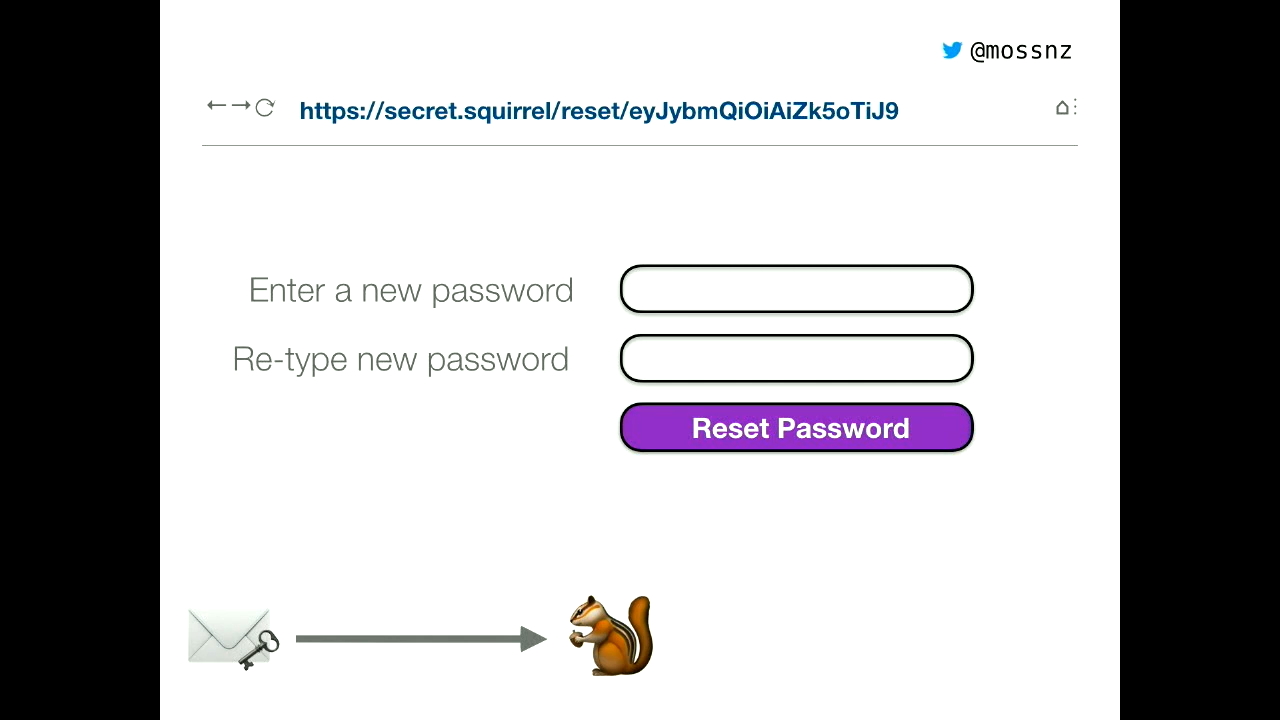 @mossnz
https://secret.squirrel/reset/eyJybmQiOiAiZk5oTiJ9
Enter a new password
Re-type new password
Reset Password